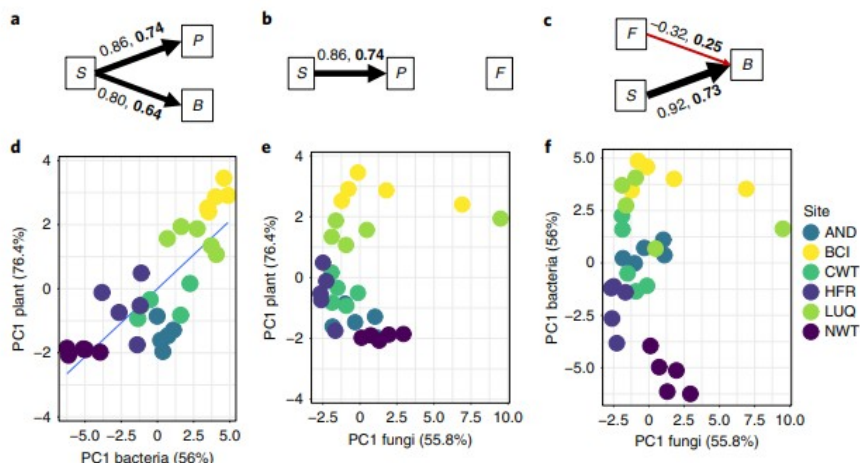 a
b
c
S
P
B
0.86, 0.74
0.80, 0.64
S
P
F
0.86, 0.74
F
S
B
−0.32, 0.25
0.92, 0.73
d
4
2
0
−2
−4
PC1 plant (76.4%)
−5.0
−2.5
0
2.5
5.0
PC1 bacteria (56%)
e
4
2
0
−2
−4
PC1 plant (76.4%)
−2.5
0
2.5
5.0
7.5
10.0
PC1 fungi (55.8%)
f
5.0
2.5
0
−2.5
−5.0
PC1 bacteria (56%)
−2.5
0
2.5
5.0
7.5
10.0
PC1 fungi (55.8%)
Site
AND
BCI
CWT
HFR
LUQ
NWT